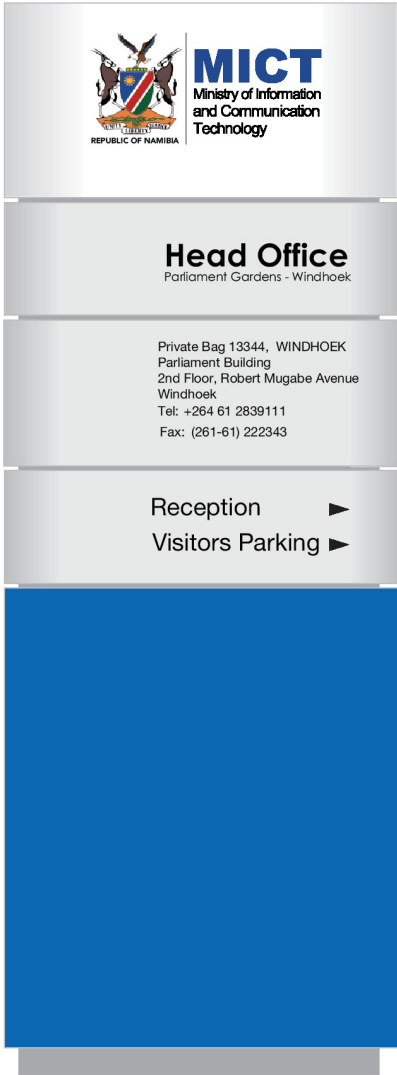 MICT
Ministry of Information
and Communication
Technology
UNITY LIBERTY JUSTICE
REPUBLIC OF NAMIBIA
Head Office
Parliament Gardens - Windhoek
Private Bag 13344, WINDHOEK
Parliament Building
2nd Floor, Robert Mugabe Avenue
Windhoek
Tel: +264 61 2839111
Fax: (261-61) 222343
Reception
Visitors Parking